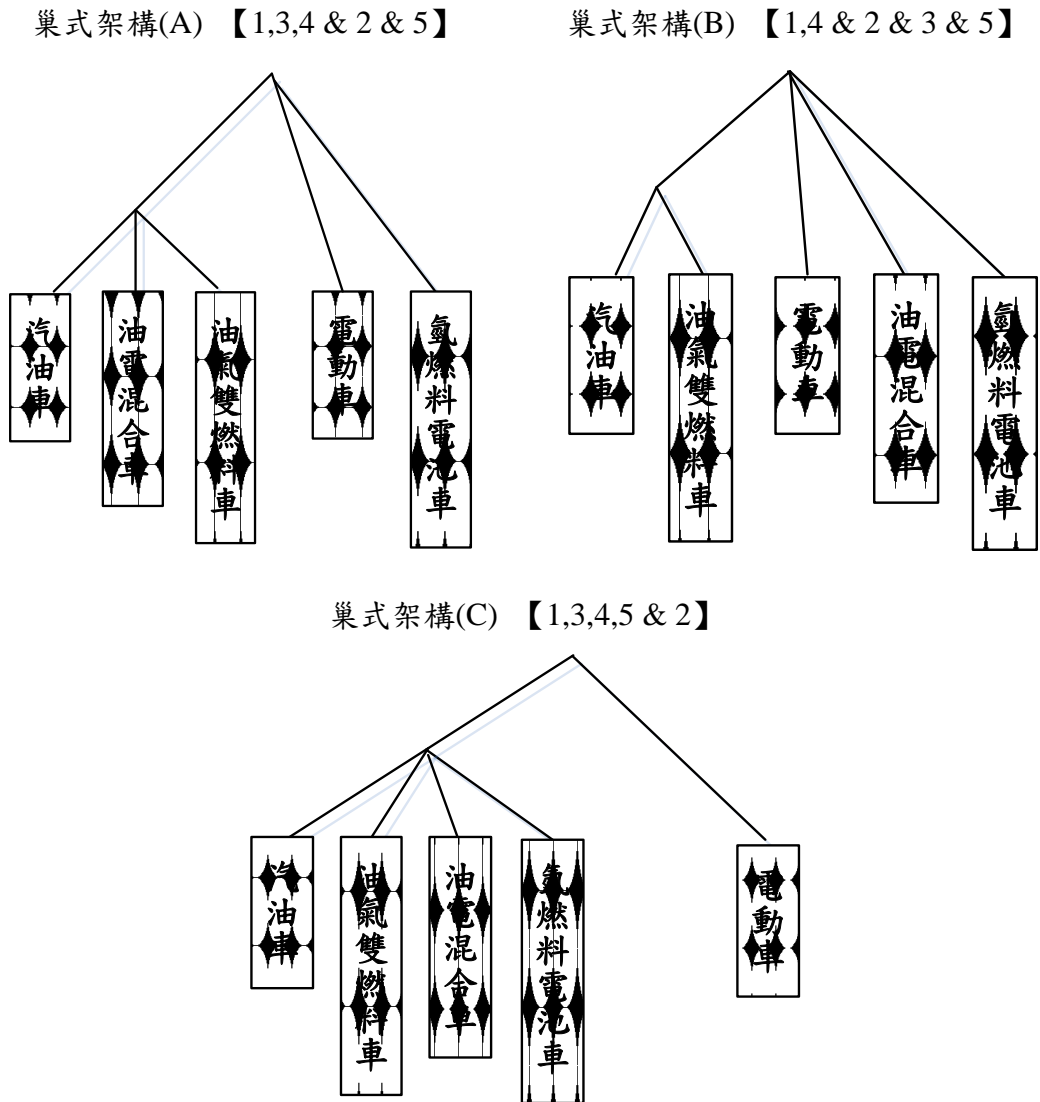 巢式架構(A) 【1,3,4 & 2 & 5】
巢式架構(B) 【1,4 & 2 & 3 & 5】
汽油車
油電混合車
油氣雙燃料車
電動車
氫燃料電池車
汽油車
油氣雙燃料車
電動車
油電混合車
氫燃料電池車
巢式架構(C) 【1,3,4,5 & 2】
汽油車
油氣雙燃料車
油電混合車
氫燃料電池車
電動車